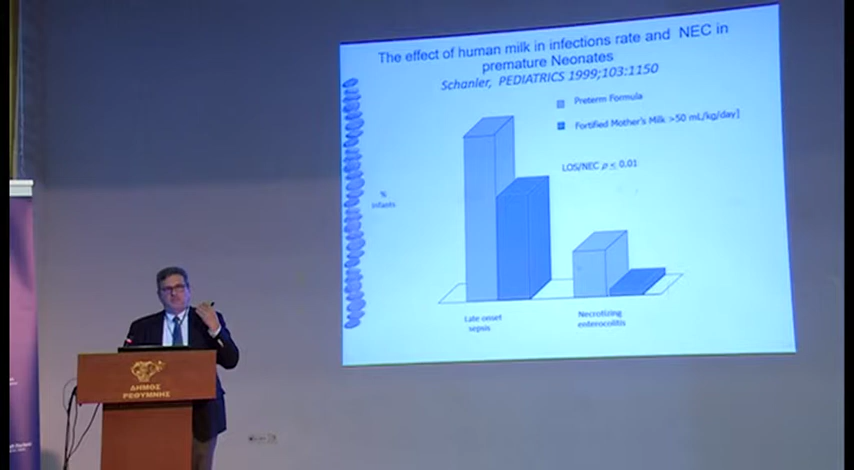 The effect of human milk in infections rate and NEC in
premature Neonates
Schanler, PEDIATRICS 1999;103:1150
Preterm Formula
Fortified Mother's Milk >50 mL/kg/day]
LOS/NEC p < 0.01
%
infants
Late onset
sepsis
Necrotizing
enterocolitis
ΔΗΜΟΣ
ΡΕΘΥΜΝΗΣ